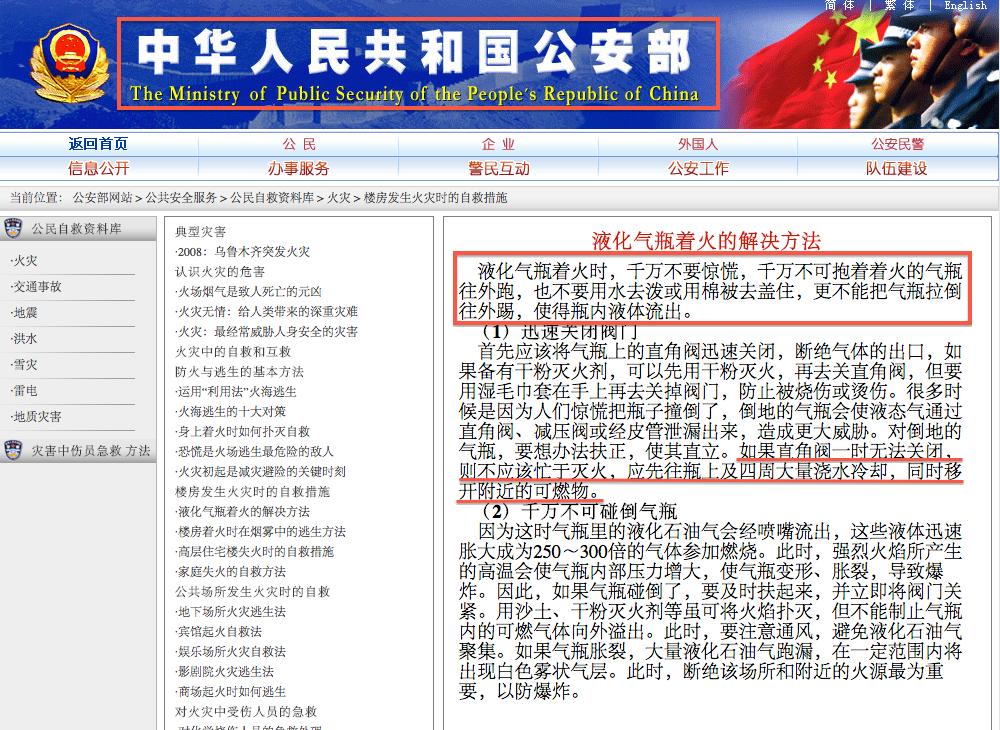 简 体 | 繁 体 | English
中华人民共和国公安部
The Ministry of Public Security of the People's Republic of China
返回首页 公 民 企 业 外国人 公安民警
信息公开 办事服务 警民互动 公安工作 队伍建设
当前位置: 公安部网站 > 公共安全服务 > 公民自救资料库 > 火灾 > 楼房发生火灾时的自救措施
公民自救资料库
·火灾
·交通事故
·地震
·洪水
·雪灾
·雷电
·地质灾害
灾害中伤员急救 方法
典型灾害
·2008：乌鲁木齐突发火灾
认识火灾的危害
·火场烟气是致人死亡的元凶
·火灾无情：给人类带来的深重灾难
·火灾：最经常威胁人身安全的灾害
火灾中的自救和互救
防火与逃生的基本方法
·运用“利用法”火海逃生
·火海逃生的十大对策
·身上着火时如何扑灭自救
·恐慌是火场逃生最危险的敌人
·火灾初起是减灾避险的关键时刻
楼房发生火灾时的自救措施
·液化气瓶着火的解决方法
·楼房着火时在烟雾中的逃生方法
·高层住宅楼失火时的自救措施
·家庭失火的自救方法
公共场所发生火灾时的自救
·地下场所火灾逃生法
·宾馆起火自救法
·娱乐场所火灾自救法
·影剧院火灾逃生法
·商场起火时如何逃生
对火灾中受伤人员的急救
液化气瓶着火的解决方法
液化气瓶着火时，千万不要惊慌，千万不可抱着着火的气瓶
往外跑，也不要用水去泼或用棉被去盖住，更不能把气瓶拉倒
往外踢，使得瓶内液体流出。
（1）迅速关闭阀门
首先应该将气瓶上的直角阀迅速关闭，断绝气体的出口，如
果备有干粉灭火剂，可以先用干粉灭火，再去关直角阀，但要
用湿毛巾套在手上再去关掉阀门，防止被烧伤或烫伤。很多时
候是因为人们惊慌把瓶子撞倒了，倒地的气瓶会使液态气通过
直角阀、减压阀或经皮管泄漏出来，造成更大威胁。对倒地的
气瓶，要想办法扶正，使其直立。如果直角阀一时无法关闭，
则不应该忙于灭火，应先往瓶上及四周大量浇水冷却，同时移
开附近的可燃物。
（2）千万不可碰倒气瓶
因为这时气瓶里的液化石油气会经喷嘴流出，这些液体迅速
胀大成为250～300倍的气体参加燃烧。此时，强烈火焰所产生
的高温会使气瓶内部压力增大，使气瓶变形、胀裂，导致爆
炸。因此，如果气瓶碰倒了，要及时扶起来，并立即将阀门关
紧。用沙土、干粉灭火剂等虽可将火焰扑灭，但不能制止气瓶
内的可燃气体向外溢出。此时，要注意通风，避免液化石油气
聚集。如果气瓶胀裂，大量液化石油气跑漏，在一定范围内将
出现白色雾状气层。此时，断绝该场所和附近的火源最为重
要，以防爆炸。